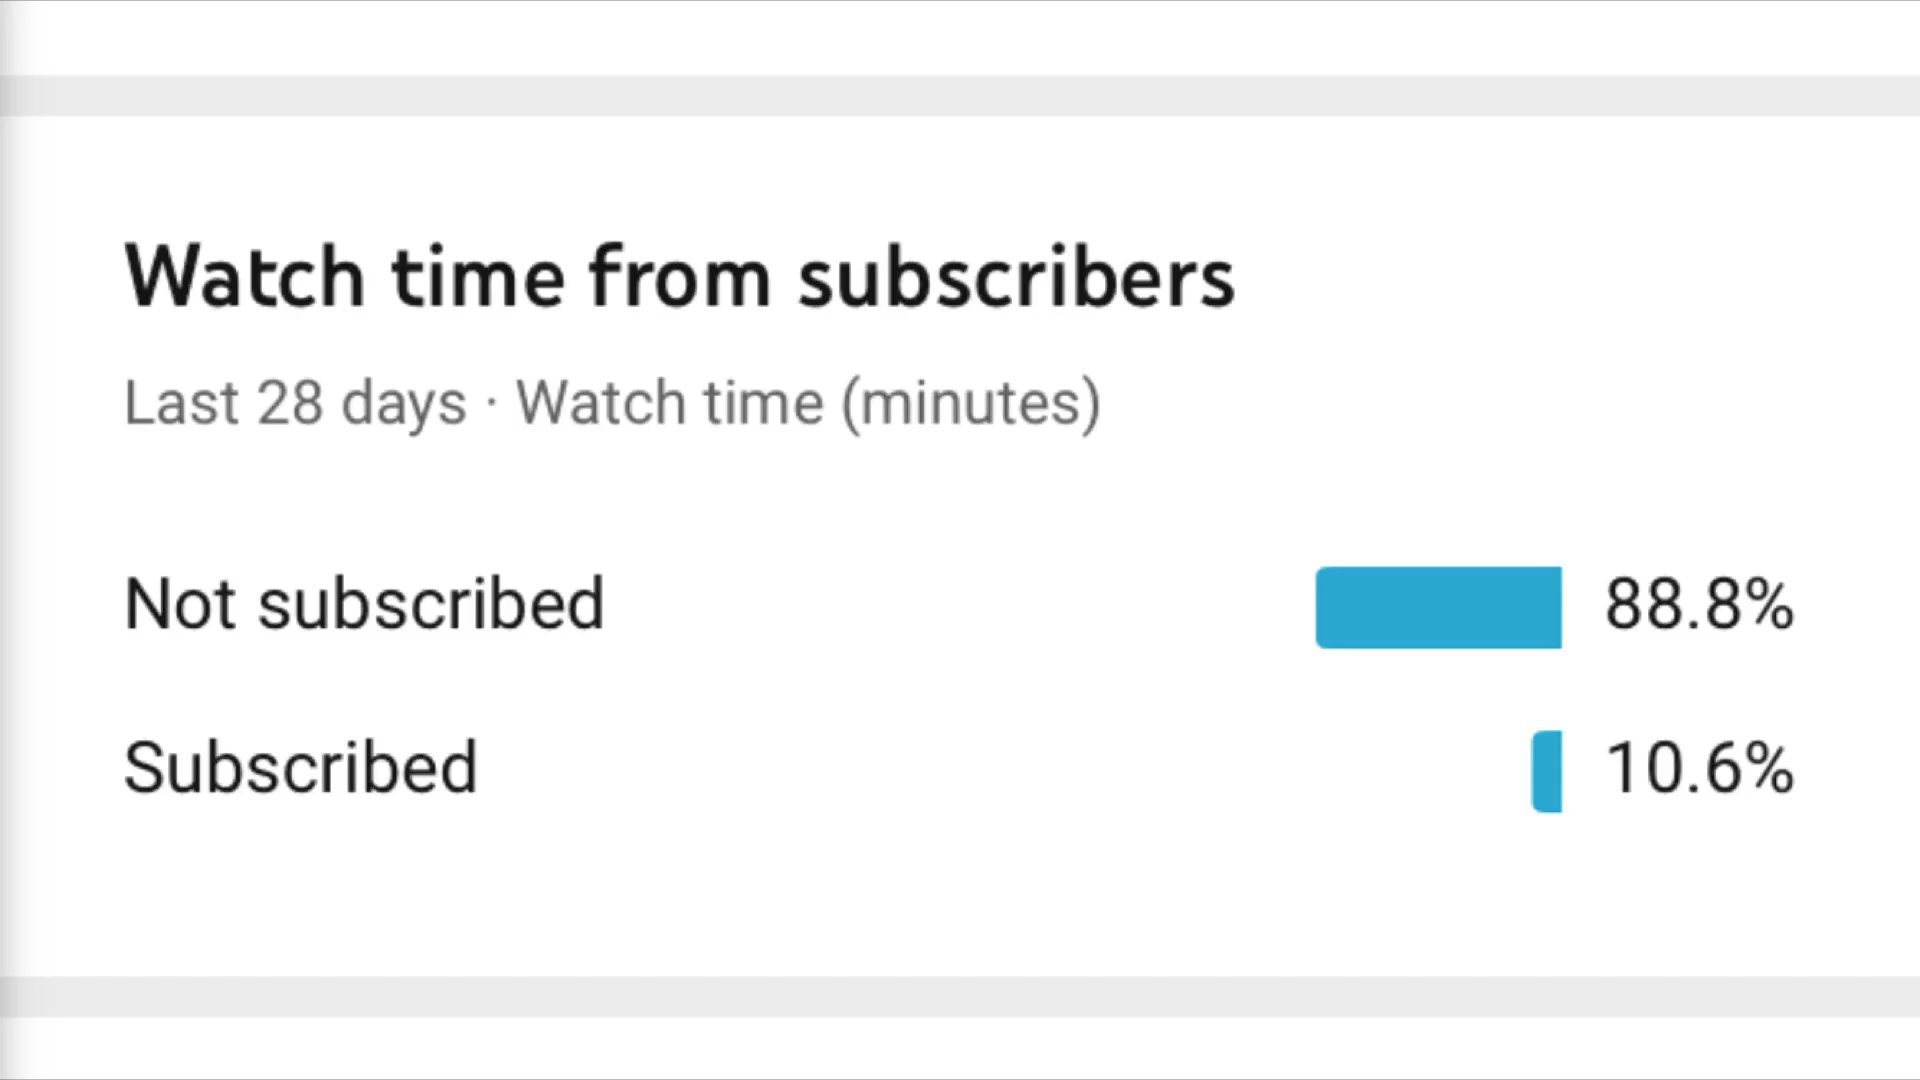 Watch time from subscribers
Last 28 days · Watch time (minutes)
Not subscribed 88.8%
Subscribed 10.6%